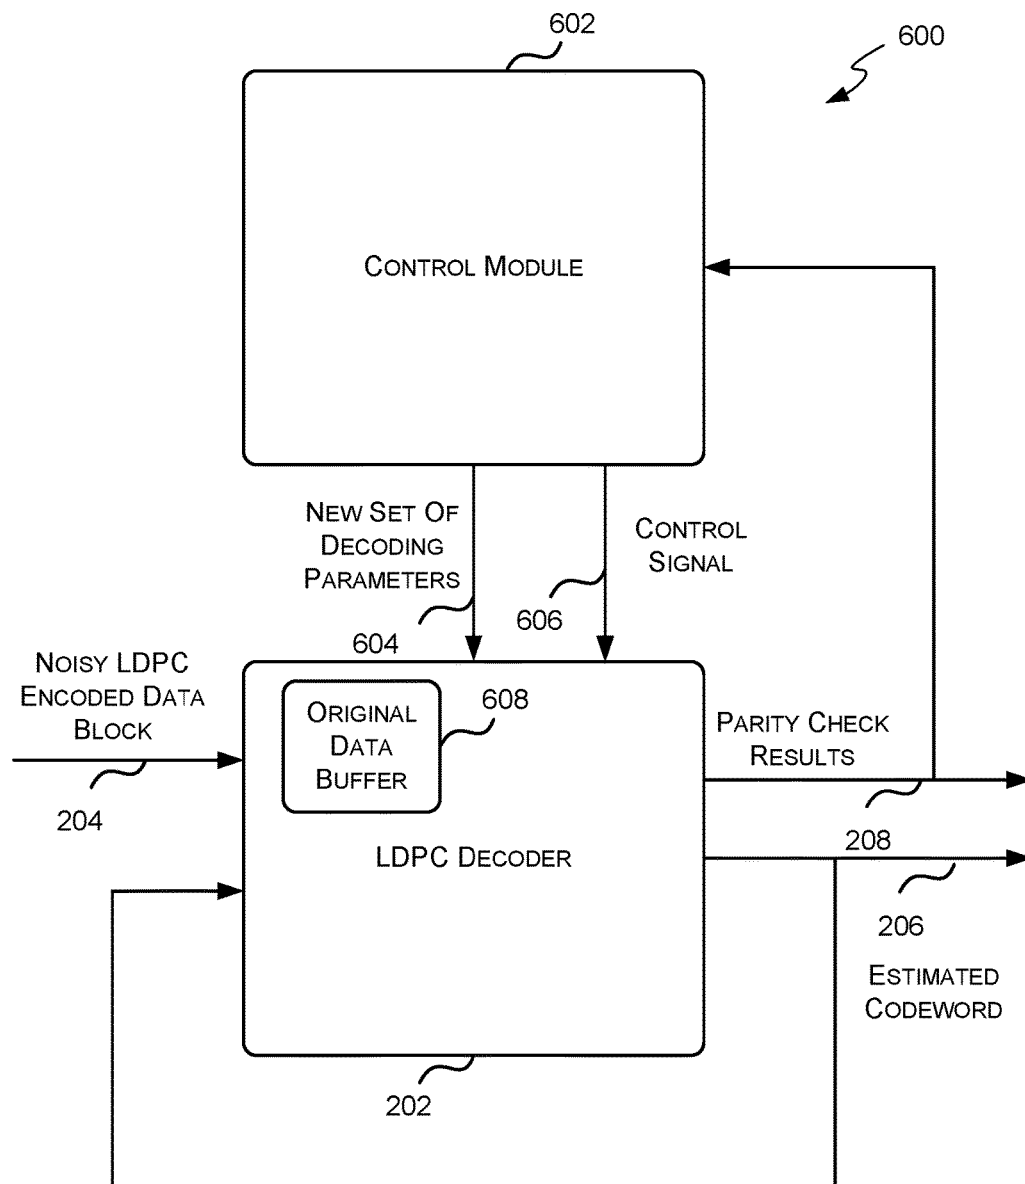 602
600
CONTROL MODULE
NEW SET OF
DECODING
PARAMETERS
CONTROL
SIGNAL
604
606
NOISY LDPC
ENCODED DATA
BLOCK
204
ORIGINAL
DATA
BUFFER
608
PARITY CHECK
RESULTS
208
LDPC DECODER
206
ESTIMATED
CODEWORD
202